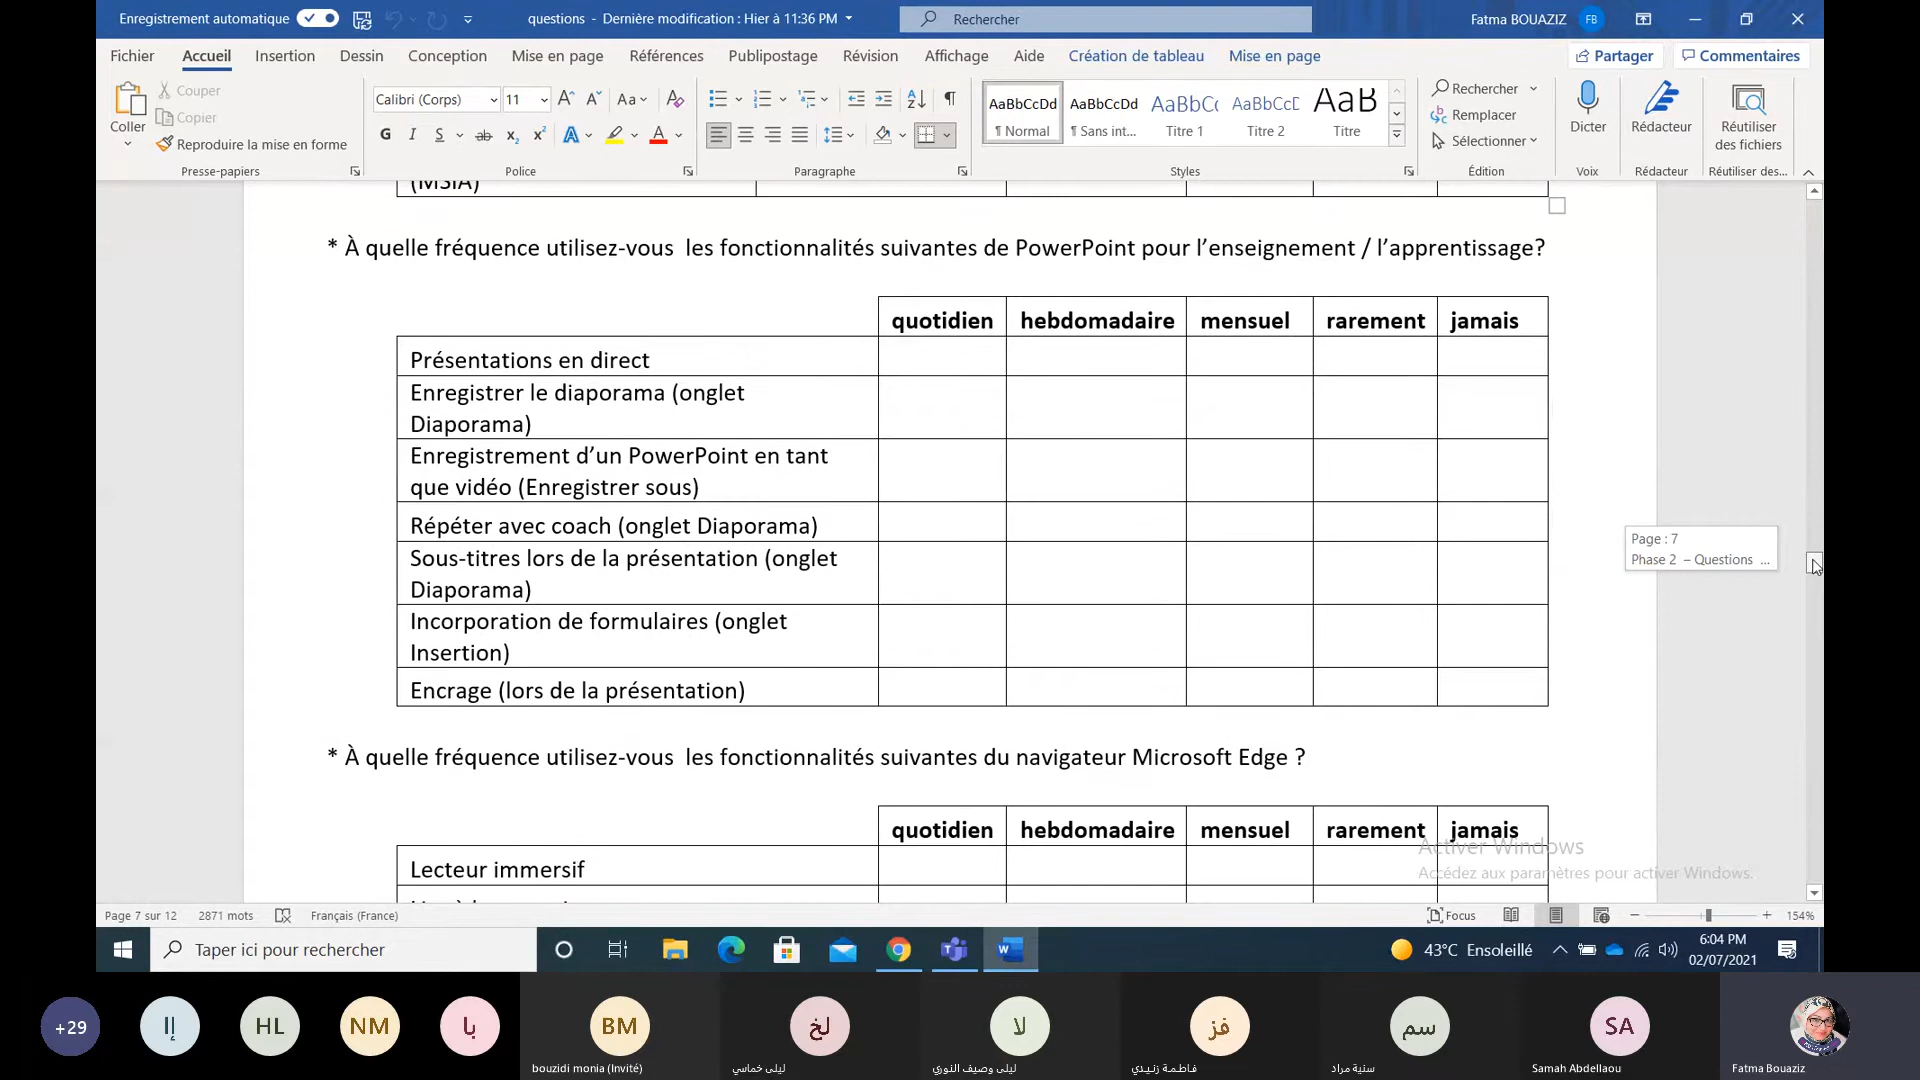 Enregistrement automatique
questions - Dernière modification : Hier à 11:36 PM
Rechercher
Fatma BOUAZIZ FB
Fichier Accueil Insertion Dessin Conception Mise en page Références Publipostage Révision Affichage Aide Création de tableau Mise en page Partager Commentaires
Coller
Couper
Copier
Reproduire la mise en forme
Presse-papiers
Calibri (Corps) 11
Police
Paragraphe
AaBbCcDd AaBbCcDd AaBbCc AaBbCcD AaB
¶ Normal ¶ Sans int... Titre 1 Titre 2 Titre
Styles
Rechercher
Remplacer
Sélectionner
Édition
Dicter
Voix
Rédacteur
Rédacteur
Réutiliser des fichiers
Réutiliser des...
(MSIA)
* À quelle fréquence utilisez-vous les fonctionnalités suivantes de PowerPoint pour l’enseignement / l’apprentissage?
quotidien hebdomadaire mensuel rarement jamais
Présentations en direct
Enregistrer le diaporama (onglet
Diaporama)
Enregistrement d’un PowerPoint en tant
que vidéo (Enregistrer sous)
Répéter avec coach (onglet Diaporama)
Sous-titres lors de la présentation (onglet
Diaporama)
Incorporation de formulaires (onglet
Insertion)
Encrage (lors de la présentation)
Page : 7
Phase 2 – Questions ...
* À quelle fréquence utilisez-vous les fonctionnalités suivantes du navigateur Microsoft Edge ?
quotidien hebdomadaire mensuel rarement jamais
Lecteur immersif
Activer Windows
Accédez aux paramètres pour activer Windows.
Page 7 sur 12 2871 mots Français (France) Focus 154%
Taper ici pour rechercher
43°C Ensoleillé
6:04 PM
02/07/2021
+29 إا HL NM با BM لخ لا فز سم SA
bouzidi monia (Invité) ليلى خماسي ليلى وصيف النوري فاطمة زنيدي سنية مراد Samah Abdellaou Fatma Bouaziz